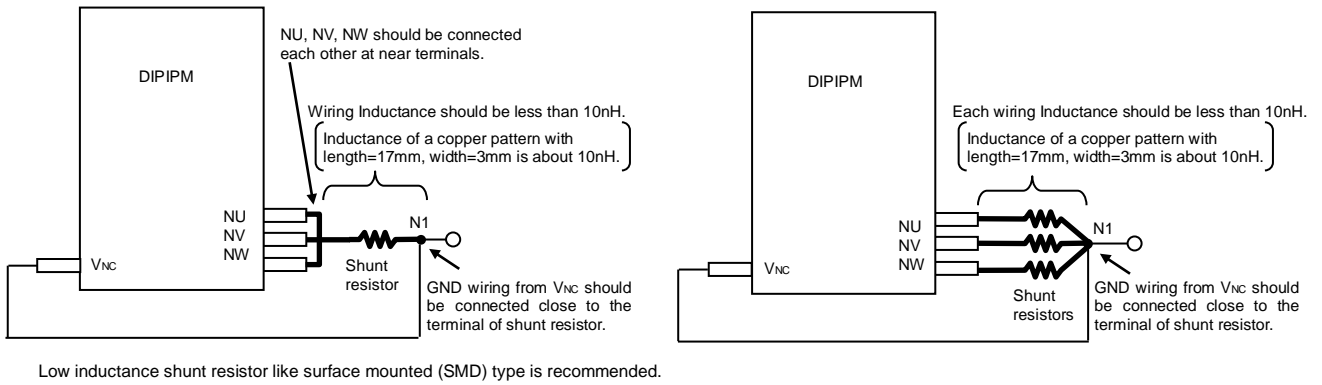 NU, NV, NW should be connected
each other at near terminals.
DIPIPM
Wiring Inductance should be less than 10nH.
Inductance of a copper pattern with
length=17mm, width=3mm is about 10nH.
NU
NV
NW
N1
VNC
Shunt
resistor
GND wiring from VNC should
be connected close to the
terminal of shunt resistor.
DIPIPM
Each wiring Inductance should be less than 10nH.
Inductance of a copper pattern with
length=17mm, width=3mm is about 10nH.
NU
NV
NW
N1
VNC
Shunt
resistors
GND wiring from VNC should
be connected close to the
terminal of shunt resistor.
Low inductance shunt resistor like surface mounted (SMD) type is recommended.